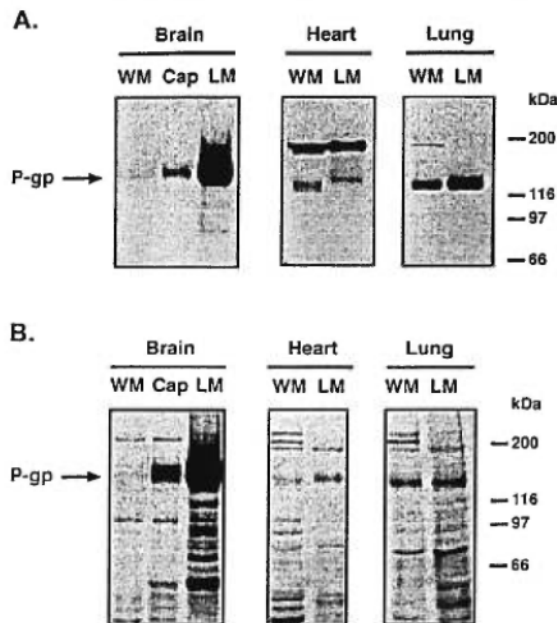 A.
Brain Heart Lung
WM Cap LM WM LM WM LM
kDa
200
P-gp
116
97
66
B.
Brain Heart Lung
WM Cap LM WM LM WM LM
kDa
200
P-gp
116
97
66